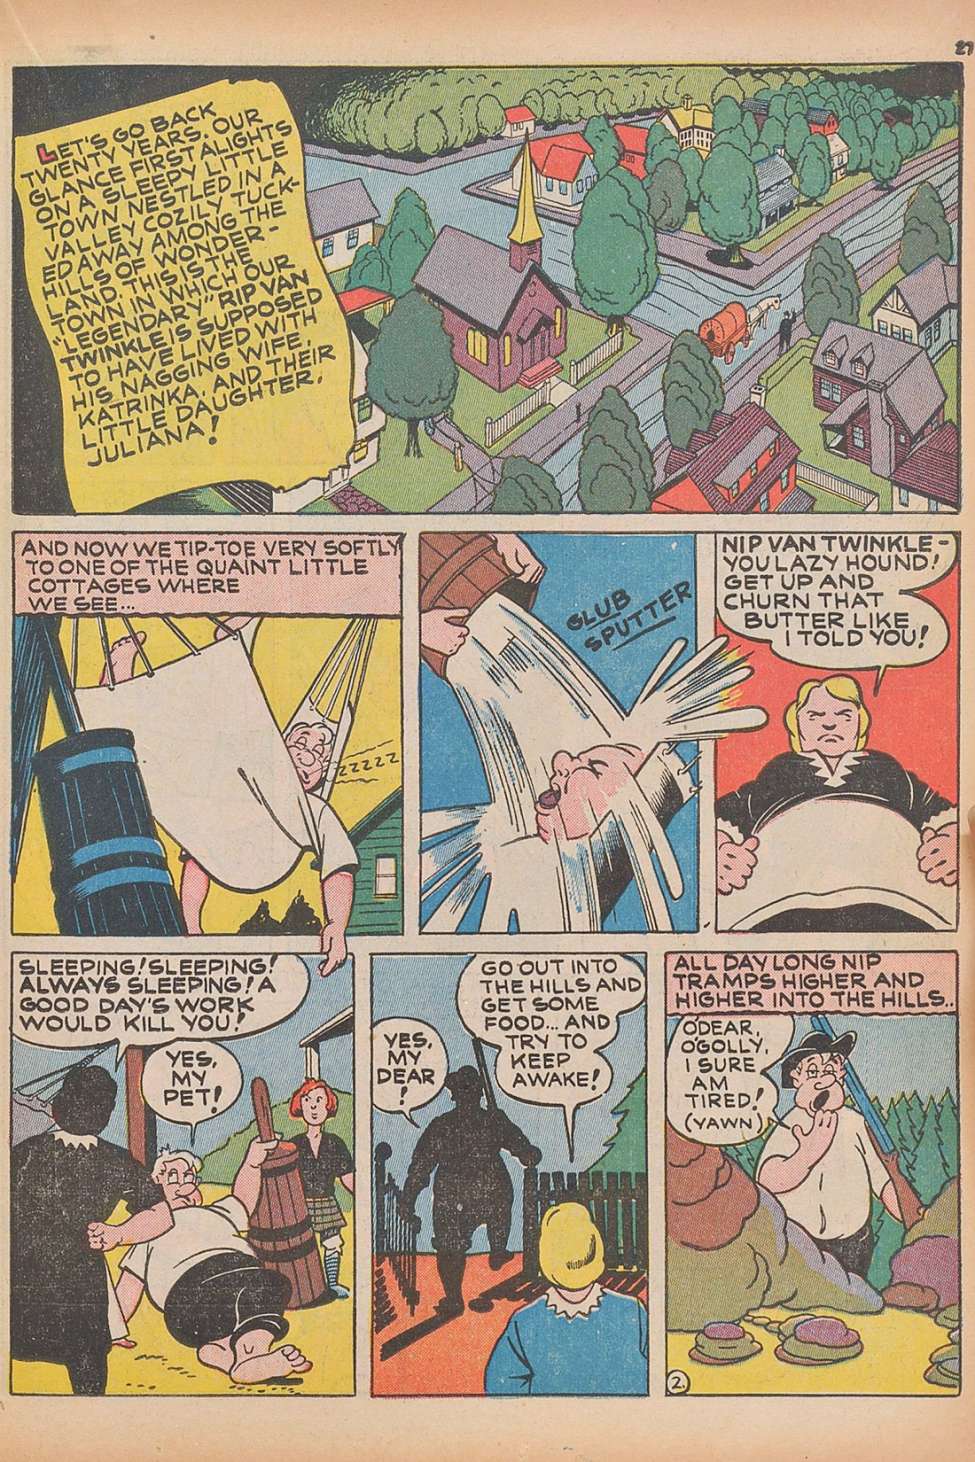 27
LET'S GO BACK
TWENTY YEARS. OUR
GLANCE FIRST ALIGHTS
ON A SLEEPY LITTLE
TOWN NESTLED IN A
VALLEY COZILY TUCK-
ED AWAY AMONG THE
HILLS OF WONDER-
LAND. THIS IS THE
TOWN IN WHICH OUR
"LEGENDARY" RIP VAN
TWINKLE IS SUPPOSED
TO HAVE LIVED WITH
HIS NAGGING WIFE,
KATRINKA, AND THEIR
LITTLE DAUGHTER,
JULIANA!
AND NOW WE TIP-TOE VERY SOFTLY
TO ONE OF THE QUAINT LITTLE
COTTAGES WHERE
WE SEE...
ZZZZZ
GLUB
SPUTTER
NIP VAN TWINKLE-
YOU LAZY HOUND!
GET UP AND
CHURN THAT
BUTTER LIKE
I TOLD YOU!
SLEEPING! SLEEPING!
ALWAYS SLEEPING! A
GOOD DAY'S WORK
WOULD KILL YOU!
YES,
MY
PET!
YES,
MY
DEAR
!
GO OUT INTO
THE HILLS AND
GET SOME
FOOD... AND
TRY TO
KEEP
AWAKE!
ALL DAY LONG NIP
TRAMPS HIGHER AND
HIGHER INTO THE HILLS..
O'DEAR,
O'GOLLY,
I SURE
AM
TIRED!
(YAWN)
2.